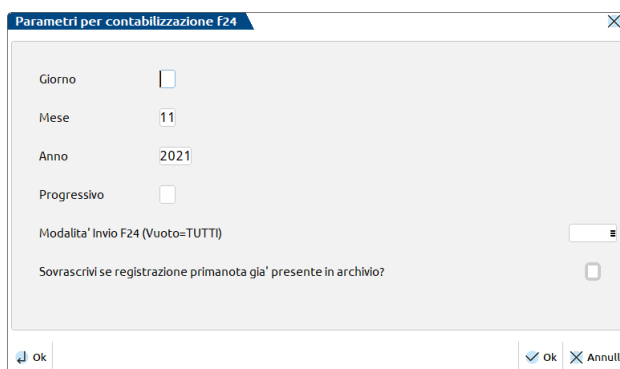 Parametri per contabilizzazione f24
Giorno
Mese 11
Anno 2021
Progressivo
Modalita' Invio F24 (Vuoto=TUTTI)
Sovrascrivi se registrazione primanota gia' presente in archivio?
Ok Ok Annull